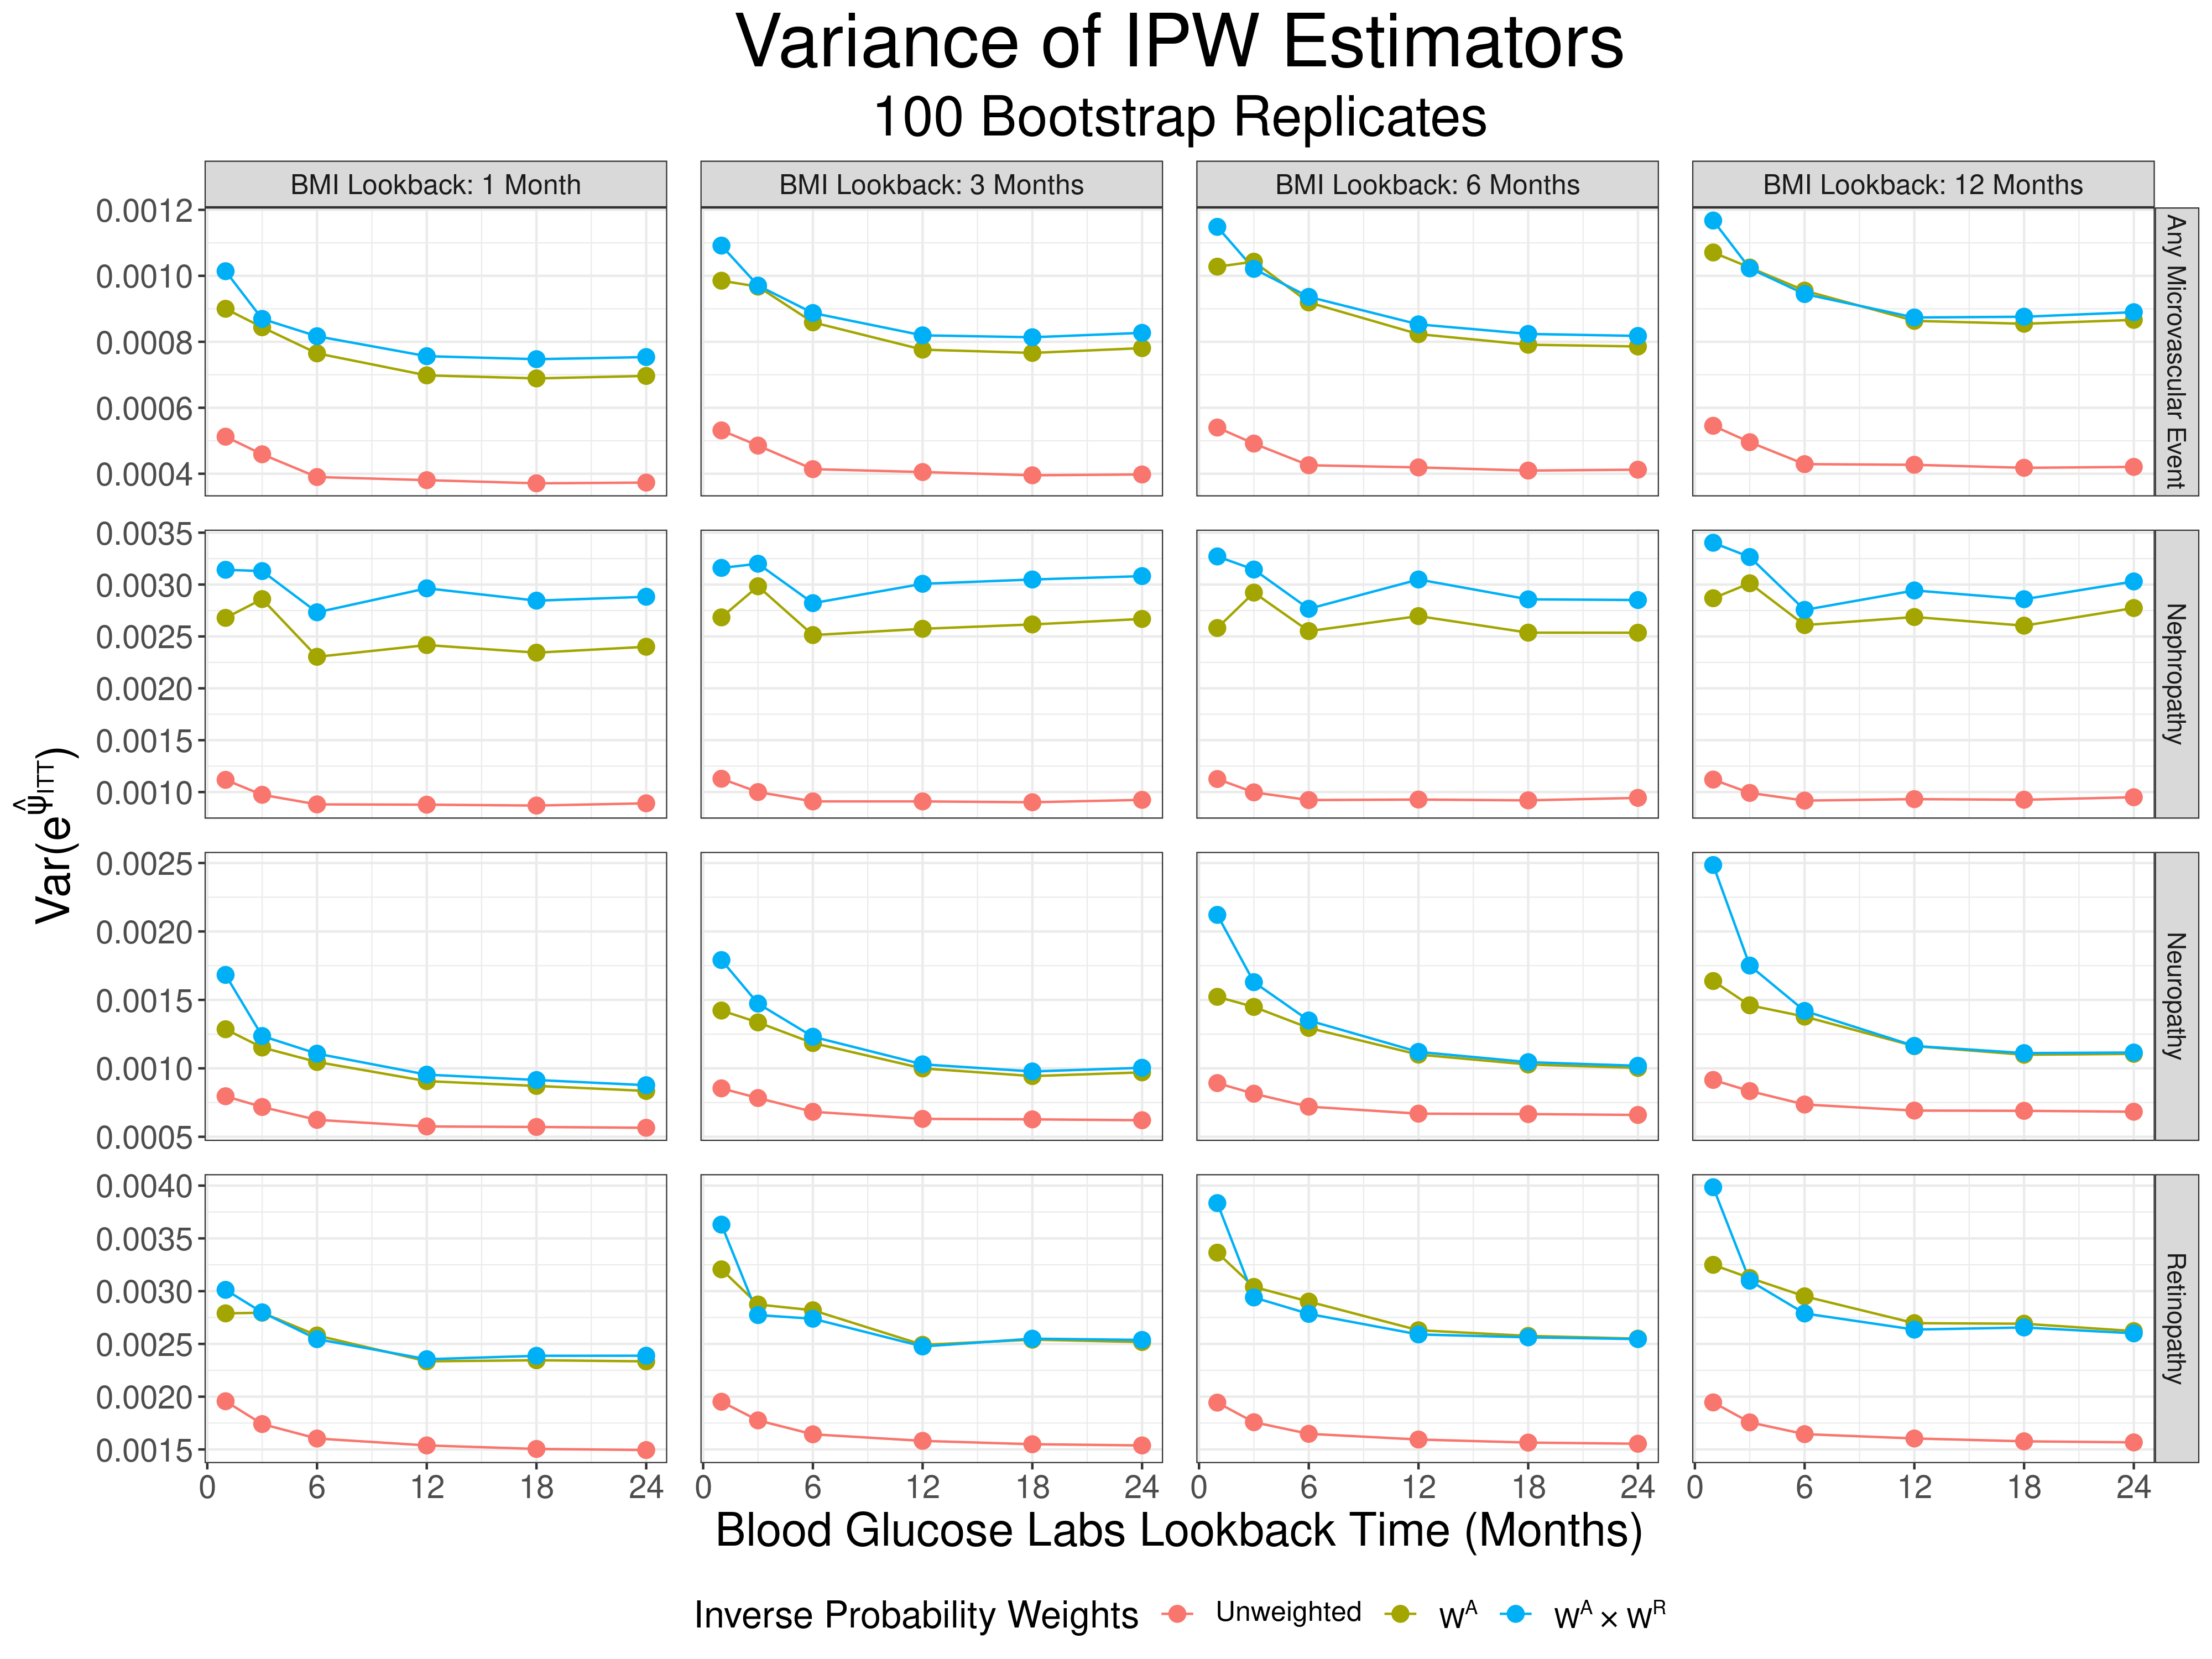 Variance of IPW Estimators
100 Bootstrap Replicates
BMI Lookback: 1 Month
BMI Lookback: 3 Months
BMI Lookback: 6 Months
BMI Lookback: 12 Months
0.0012
0.0010
0.0008
0.0006
0.0004
Any Microvascular Event
0.0035
0.0030
0.0025
0.0020
0.0015
0.0010
Nephropathy
0.0025
0.0020
0.0015
0.0010
0.0005
Neuropathy
0.0040
0.0035
0.0030
0.0025
0.0020
0.0015
Retinopathy
Var(e^ψ̂_ITT)
0 6 12 18 24
0 6 12 18 24
0 6 12 18 24
0 6 12 18 24
Blood Glucose Labs Lookback Time (Months)
Inverse Probability Weights Unweighted W^A W^A × W^R